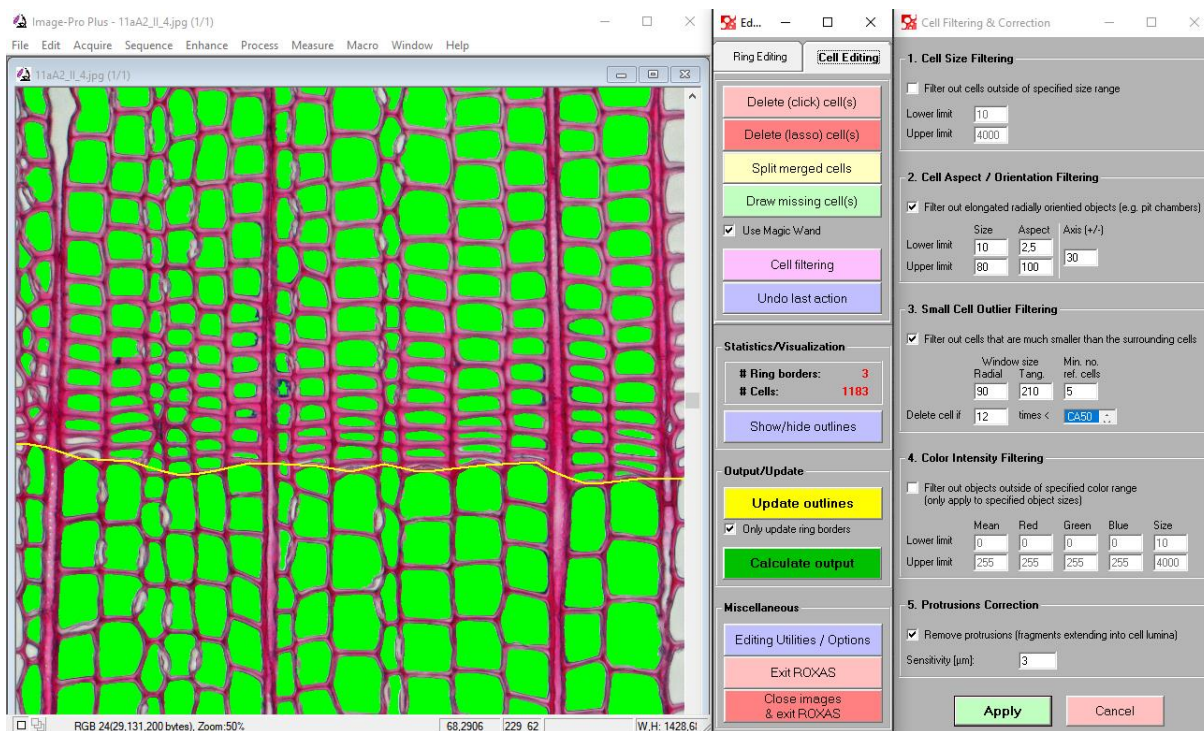 Image-Pro Plus - 11aA2_II_4.jpg (1/1)
File Edit Acquire Sequence Enhance Process Measure Macro Window Help
11aA2_II_4.jpg (1/1)
RGB 24(29,131,200 bytes), Zoom:50%
68,2906
229 62
W,H: 1428,6
Ed...
Ring Editing
Cell Editing
Delete (click) cell(s)
Delete (lasso) cell(s)
Split merged cells
Draw missing cell(s)
Use Magic Wand
Cell filtering
Undo last action
Statistics/Visualization
# Ring borders: 3
# Cells: 1183
Show/hide outlines
Output/Update
Update outlines
Only update ring borders
Calculate output
Miscellaneous
Editing Utilities / Options
Exit ROXAS
Close images
& exit ROXAS
Cell Filtering & Correction
1. Cell Size Filtering
Filter out cells outside of specified size range
Lower limit 10
Upper limit 4000
2. Cell Aspect / Orientation Filtering
Filter out elongated radially orientied objects (e.g. pit chambers)
Size Aspect Axis (+/-)
Lower limit 10 2,5 30
Upper limit 80 100
3. Small Cell Outlier Filtering
Filter out cells that are much smaller than the surrounding cells
Window size Min. no.
Radial Tang. ref. cells
90 210 5
Delete cell if 12 times < CA50
4. Color Intensity Filtering
Filter out objects outside of specified color range
(only apply to specified object sizes)
Mean Red Green Blue Size
Lower limit 0 0 0 0 10
Upper limit 255 255 255 255 4000
5. Protrusions Correction
Remove protrusions (fragments extending into cell lumina)
Sensitivity [µm]: 3
Apply
Cancel